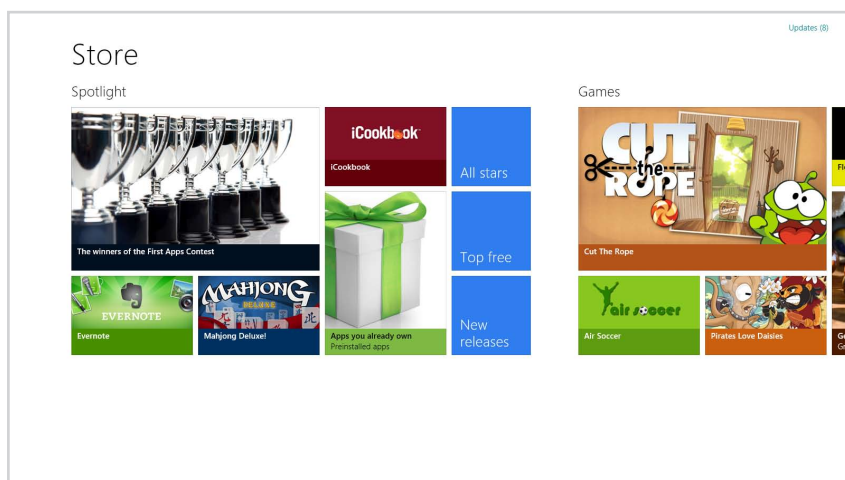 Updates (8)
Store
Spotlight
Games
iCookbook
iCookbook
All stars
CUT
the
ROPE
The winners of the First Apps Contest
Top free
Cut The Rope
EVERNOTE
Evernote
MAHJONG
DELUXE
Mahjong Deluxe!
Apps you already own
Preinstalled apps
New
releases
air soccer
Air Soccer
Pirates Love Daisies